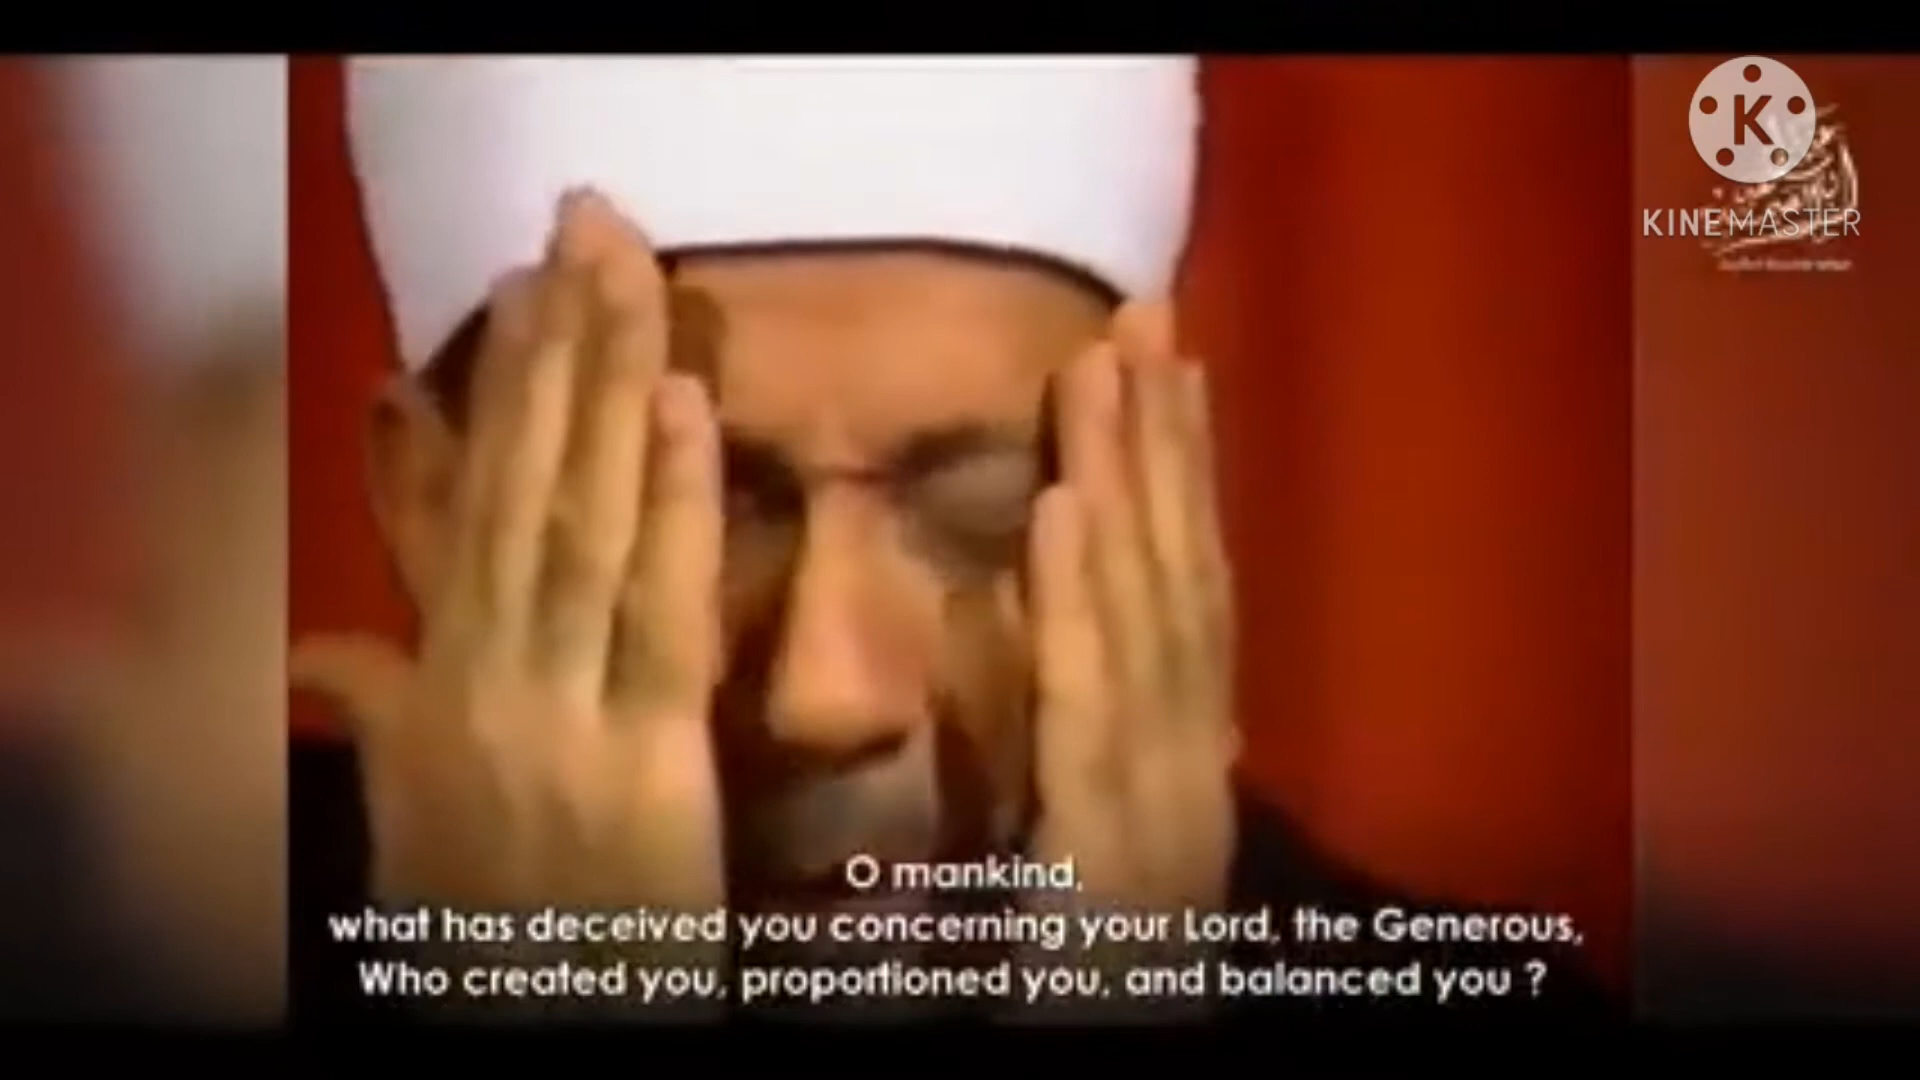 K
KINEMASTER
O mankind,
what has deceived you concerning your Lord, the Generous,
Who created you, proportioned you, and balanced you ?